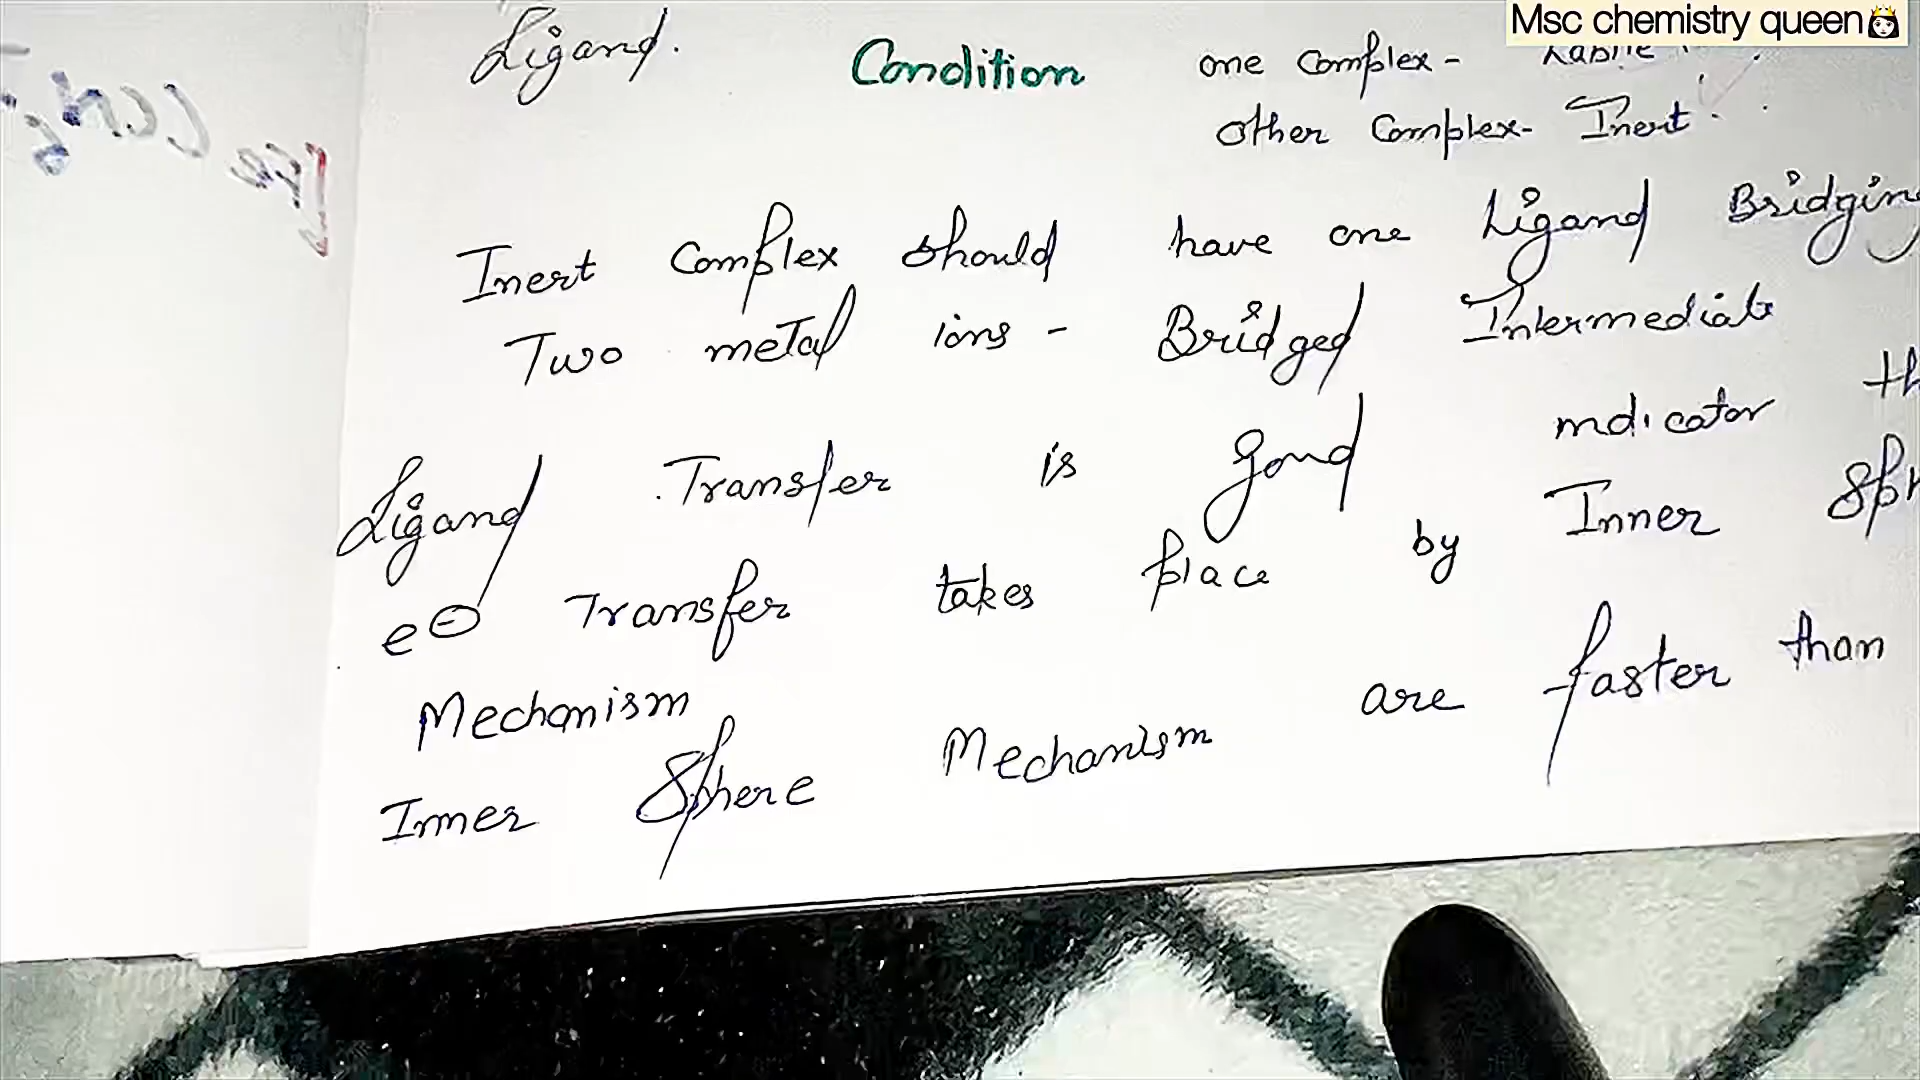 Msc chemistry queen👸🏻
Ligand. Condition one complex- Labile
other complex- Inert.
Inert complex should have one Ligand Bridging
Two metal ions - Bridged Intermediate
Ligand Transfer is good indicator th
e⊖ Transfer takes place by Inner Sph
Mechanism
Inner Sphere Mechanism are faster than